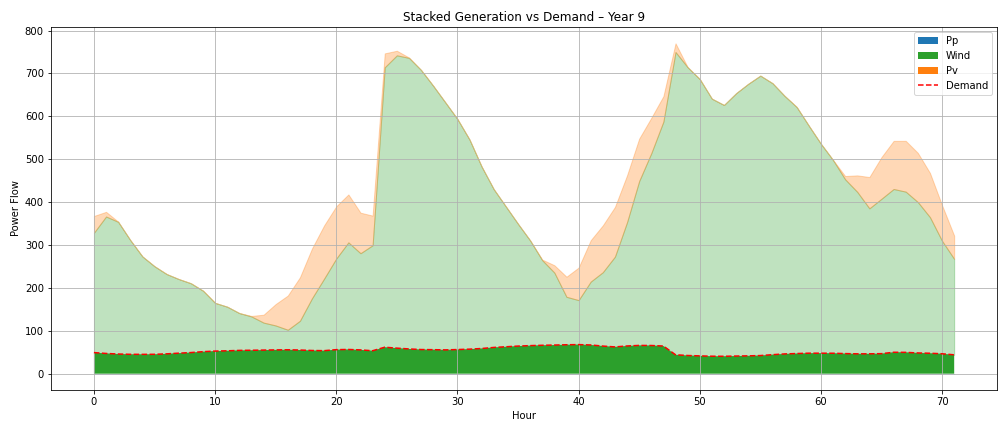 Stacked Generation vs Demand – Year 9
Power Flow
800
700
600
500
400
300
200
100
0
Pp
Wind
Pv
Demand
0 10 20 30 40 50 60 70
Hour